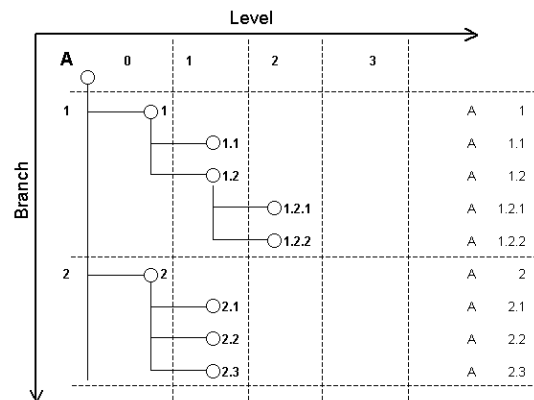 Level
A 0 1 2 3
Branch
1 1 A 1
1.1 A 1.1
1.2 A 1.2
1.2.1 A 1.2.1
1.2.2 A 1.2.2
2 2 A 2
2.1 A 2.1
2.2 A 2.2
2.3 A 2.3